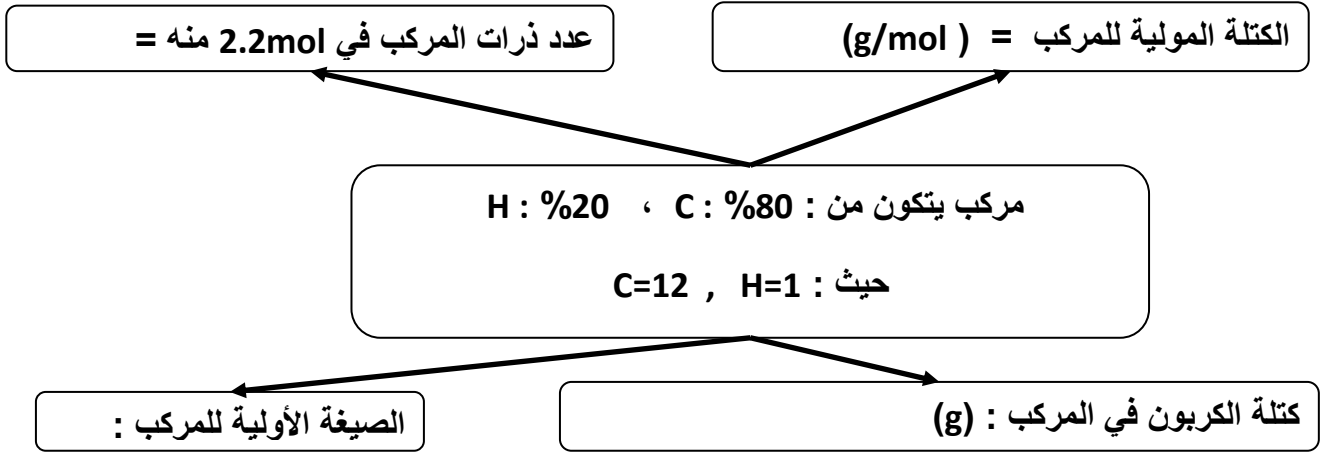 الكتلة المولية للمركب = ( g/mol)
عدد ذرات المركب في 2.2mol منه =
مركب يتكون من : C : %80 ، H : %20
حيث : C=12 , H=1
كتلة الكربون في المركب : (g)
الصيغة الأولية للمركب :